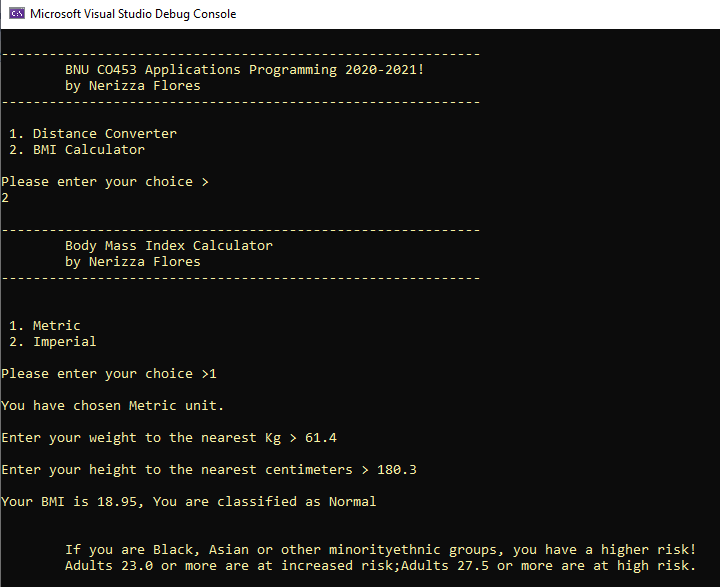 Microsoft Visual Studio Debug Console
------------------------------------------------------------
BNU CO453 Applications Programming 2020-2021!
by Nerizza Flores
------------------------------------------------------------
1. Distance Converter
2. BMI Calculator
Please enter your choice >
2
------------------------------------------------------------
Body Mass Index Calculator
by Nerizza Flores
------------------------------------------------------------
1. Metric
2. Imperial
Please enter your choice >1
You have chosen Metric unit.
Enter your weight to the nearest Kg > 61.4
Enter your height to the nearest centimeters > 180.3
Your BMI is 18.95, You are classified as Normal
If you are Black, Asian or other minorityethnic groups, you have a higher risk!
Adults 23.0 or more are at increased risk;Adults 27.5 or more are at high risk.